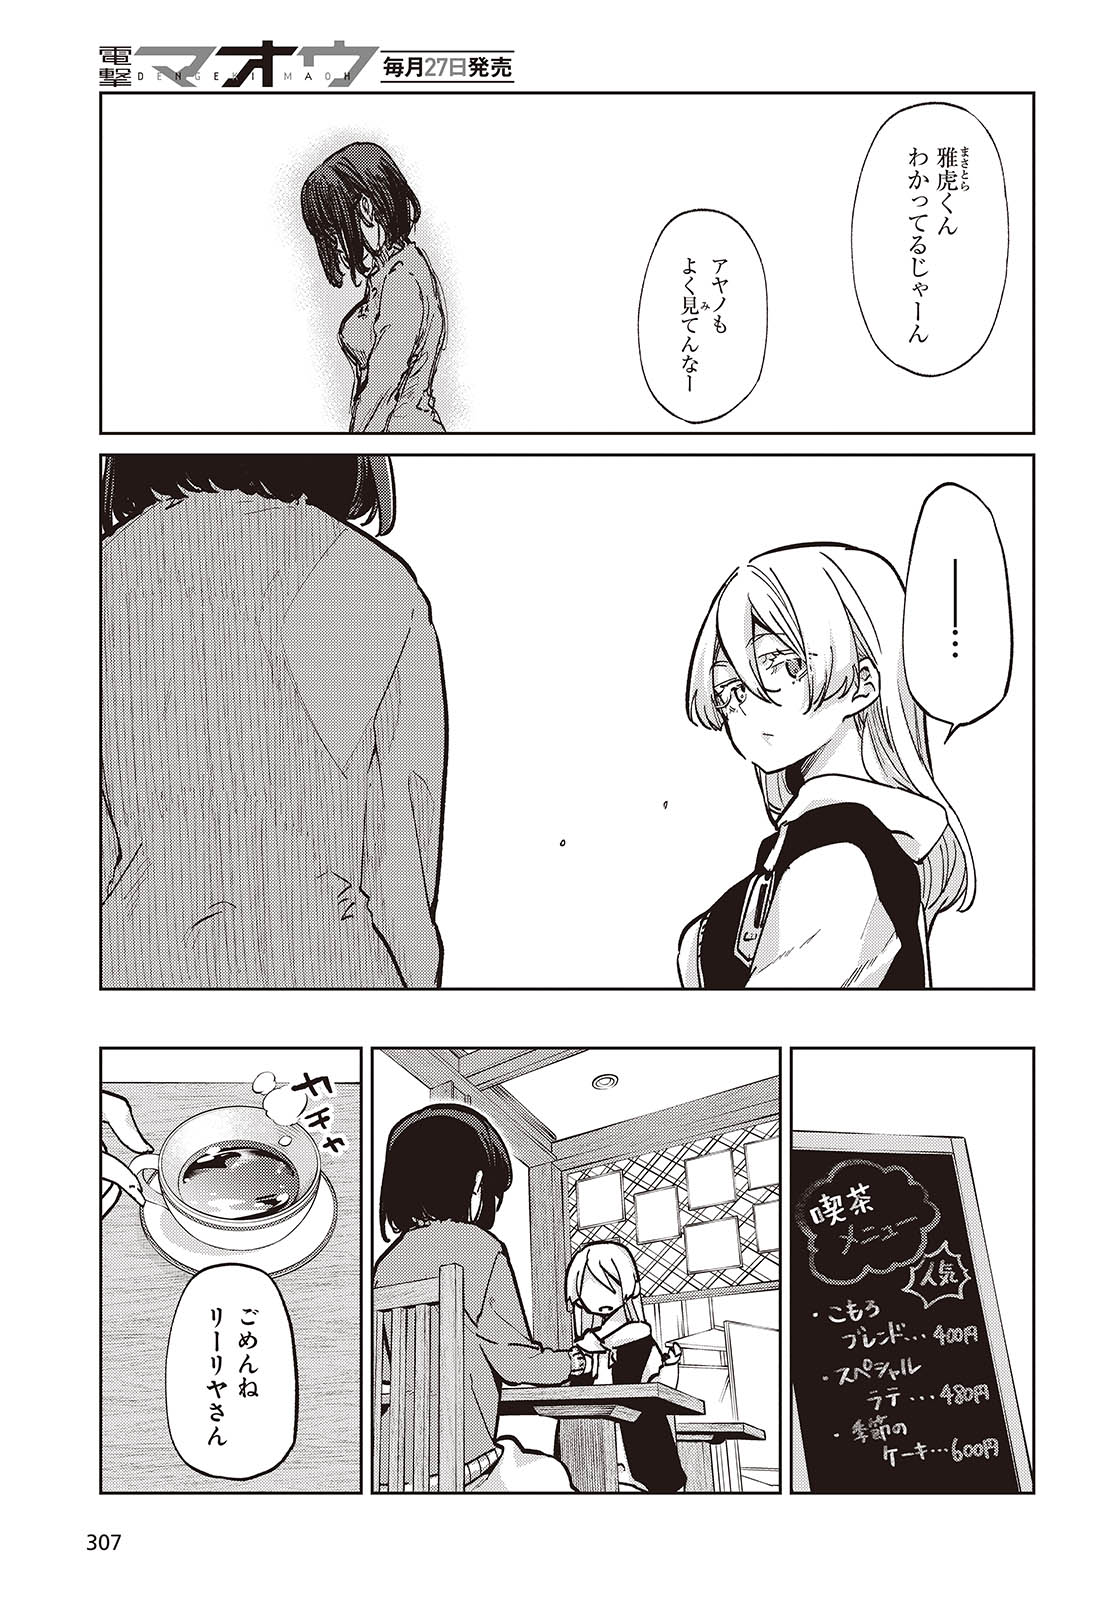 電撃マオウ
DENGEKI MAOH
毎月27日発売
雅虎くん
まさとら
わかってるじゃーん
アヤノも
よく見てんなー
み
――…
喫茶
メニュー
人気
・こもろ
ブレンド…400円
・スペシャル
ラテ…480円
・季節の
ケーキ…600円
ヤチャ
ごめんね
リーリヤさん
307